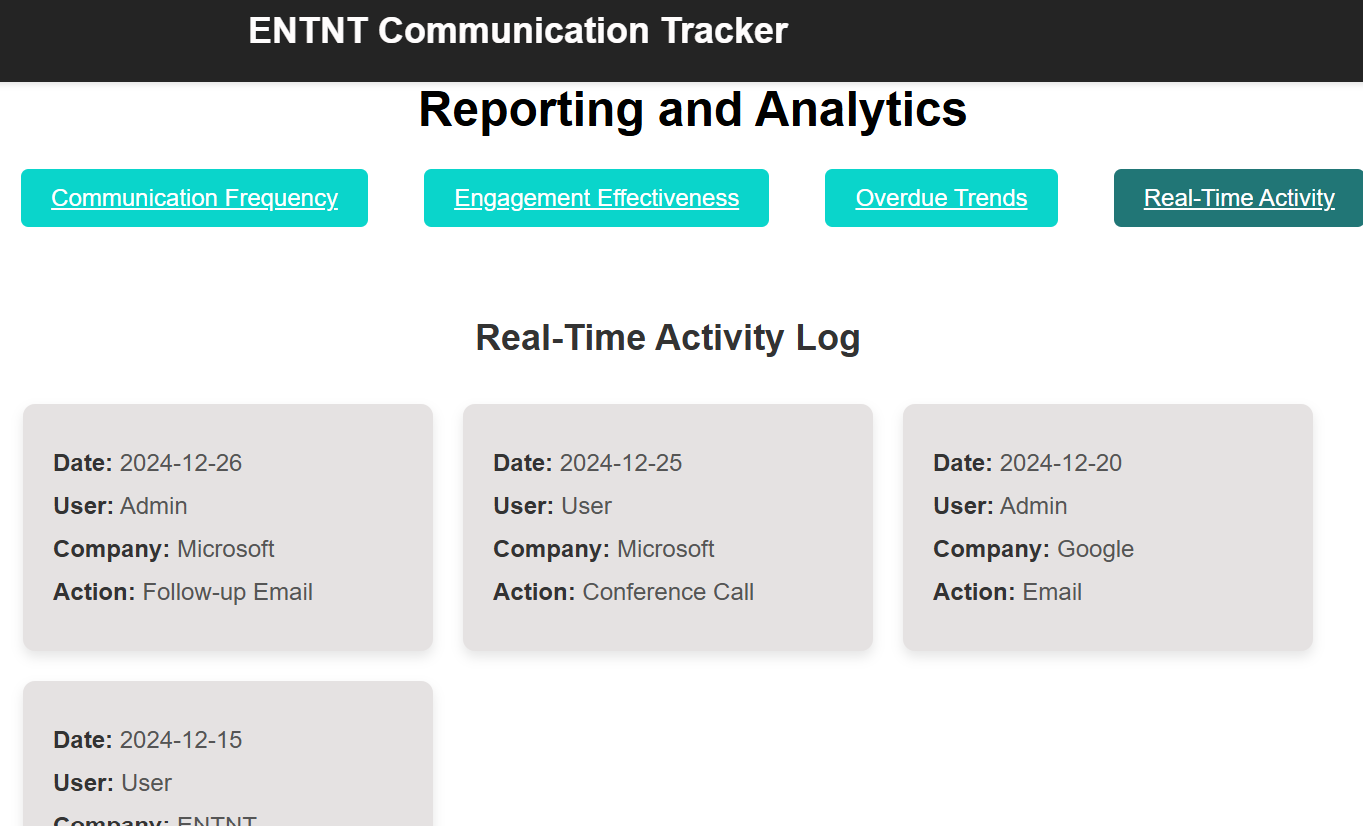 ENTNT Communication Tracker
Reporting and Analytics
Communication Frequency
Engagement Effectiveness
Overdue Trends
Real-Time Activity
Real-Time Activity Log
Date: 2024-12-26
User: Admin
Company: Microsoft
Action: Follow-up Email
Date: 2024-12-25
User: User
Company: Microsoft
Action: Conference Call
Date: 2024-12-20
User: Admin
Company: Google
Action: Email
Date: 2024-12-15
User: User
Company: ENTNT